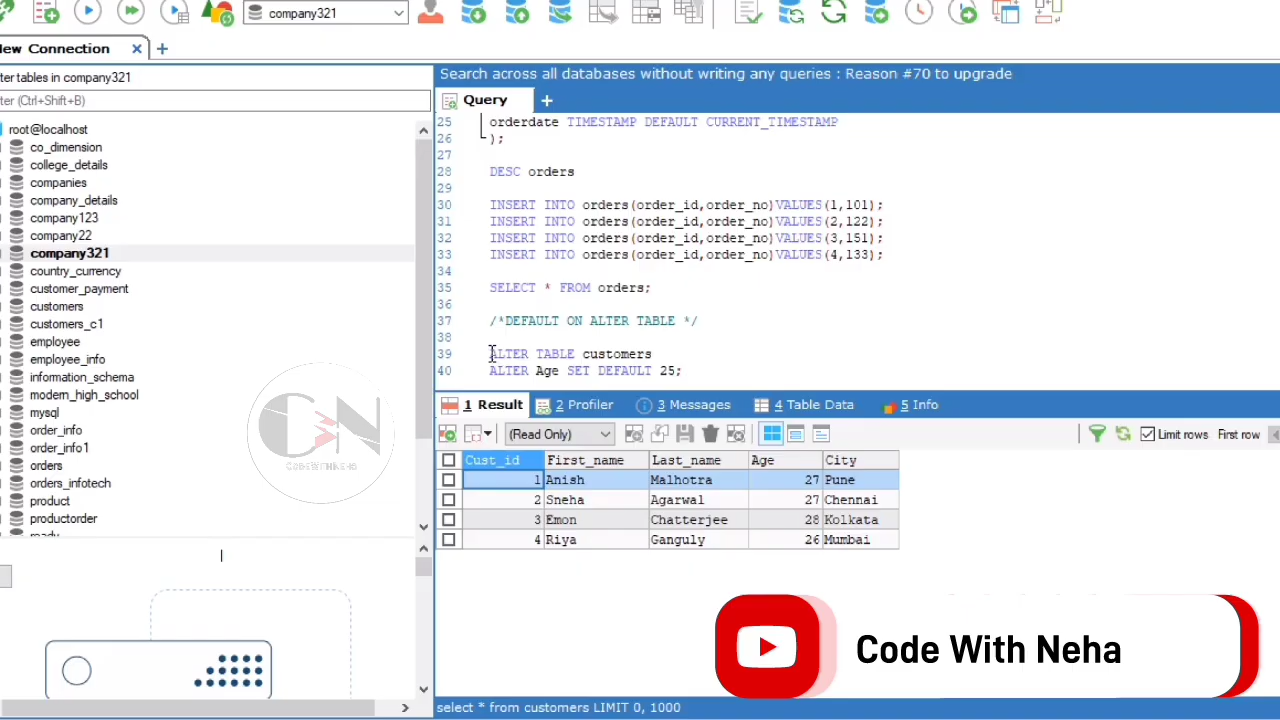 company321
ew Connection
ter tables in company321
Search across all databases without writing any queries : Reason #70 to upgrade
ter (Ctrl+Shift+B)
Query
root@localhost
co_dimension
college_details
companies
company_details
company123
company22
company321
country_currency
customer_payment
customers
customers_c1
employee
employee_info
information_schema
modern_high_school
mysql
order_info
order_info1
orders
orders_infotech
product
productorder
ready
25 orderdate TIMESTAMP DEFAULT CURRENT_TIMESTAMP
26 );
27
28 DESC orders
29
30 INSERT INTO orders(order_id,order_no)VALUES(1,101);
31 INSERT INTO orders(order_id,order_no)VALUES(2,122);
32 INSERT INTO orders(order_id,order_no)VALUES(3,151);
33 INSERT INTO orders(order_id,order_no)VALUES(4,133);
34
35 SELECT * FROM orders;
36
37 /*DEFAULT ON ALTER TABLE */
38
39 ALTER TABLE customers
40 ALTER Age SET DEFAULT 25;
1 Result 2 Profiler 3 Messages 4 Table Data 5 Info
(Read Only) Limit rows First row
Cust_id First_name Last_name Age City
1 Anish Malhotra 27 Pune
2 Sneha Agarwal 27 Chennai
3 Emon Chatterjee 28 Kolkata
4 Riya Ganguly 26 Mumbai
CODEWITHNEHA
Code With Neha
select * from customers LIMIT 0, 1000